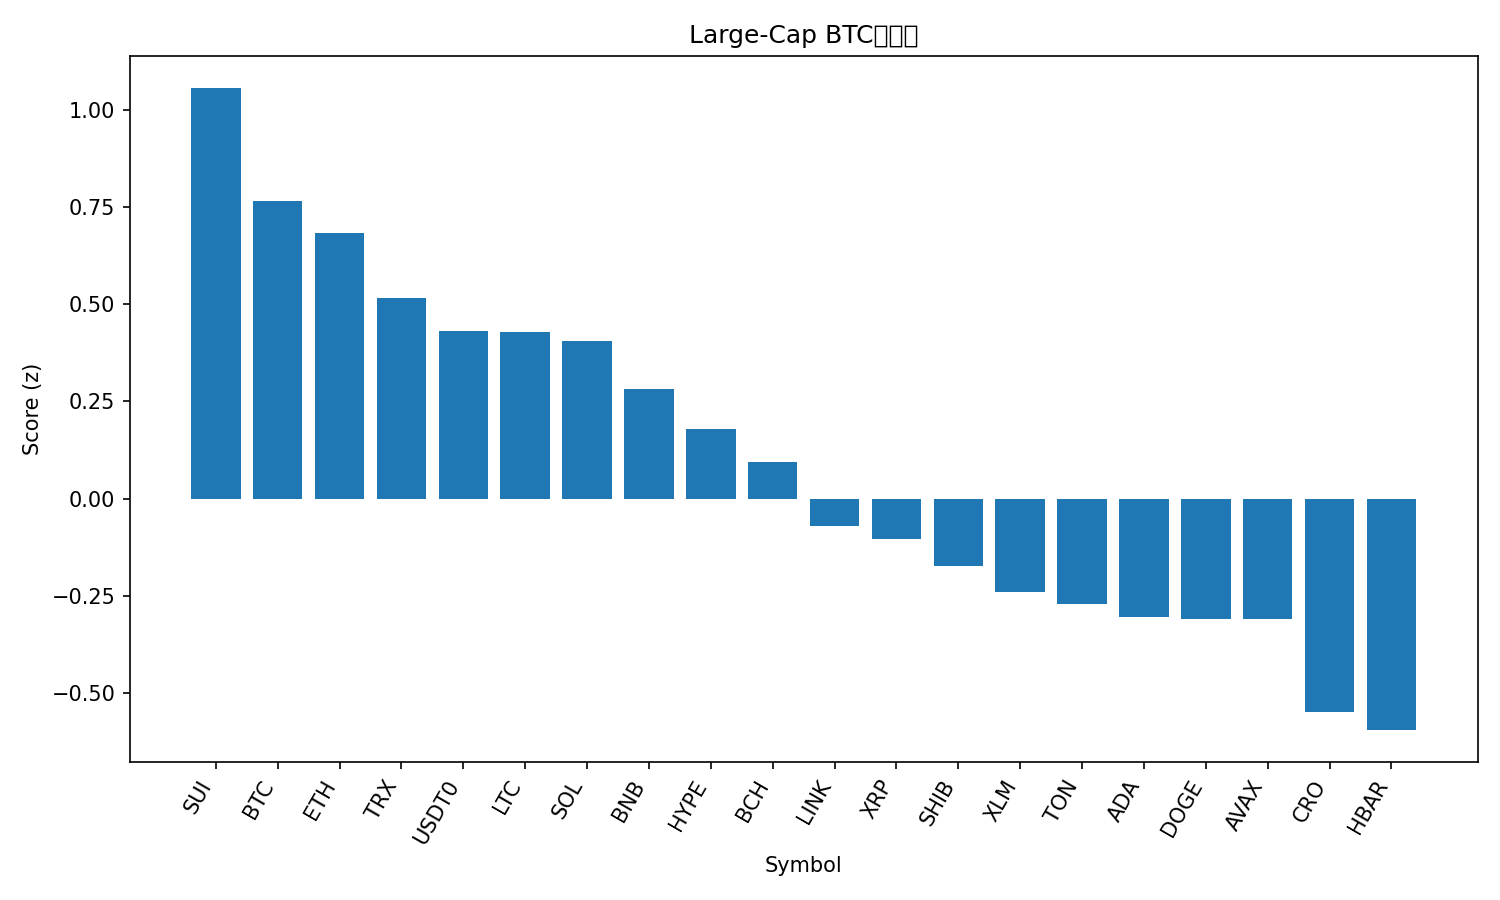 Large-Cap BTC
1.00
0.75
0.50
0.25
0.00
−0.25
−0.50
Score (z)
SUI
BTC
ETH
TRX
USDT0
LTC
SOL
BNB
HYPE
BCH
LINK
XRP
SHIB
XLM
TON
ADA
DOGE
AVAX
CRO
HBAR
Symbol